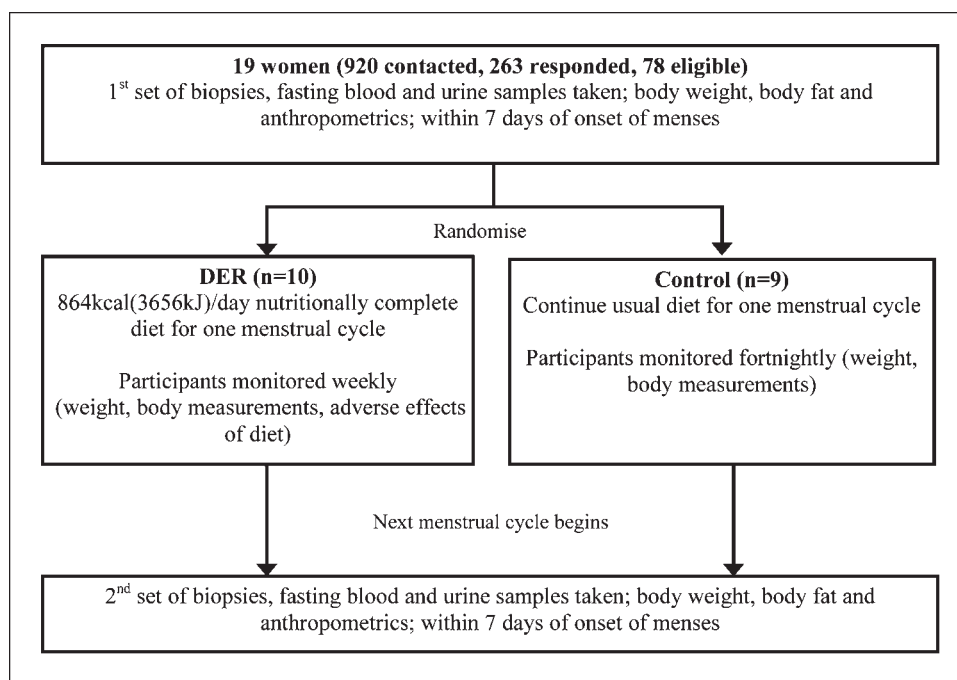 19 women (920 contacted, 263 responded, 78 eligible)
1st set of biopsies, fasting blood and urine samples taken; body weight, body fat and
anthropometrics; within 7 days of onset of menses
Randomise
DER (n=10)
864kcal(3656kJ)/day nutritionally complete
diet for one menstrual cycle
Participants monitored weekly
(weight, body measurements, adverse effects
of diet)
Control (n=9)
Continue usual diet for one menstrual cycle
Participants monitored fortnightly (weight,
body measurements)
Next menstrual cycle begins
2nd set of biopsies, fasting blood and urine samples taken; body weight, body fat and
anthropometrics; within 7 days of onset of menses